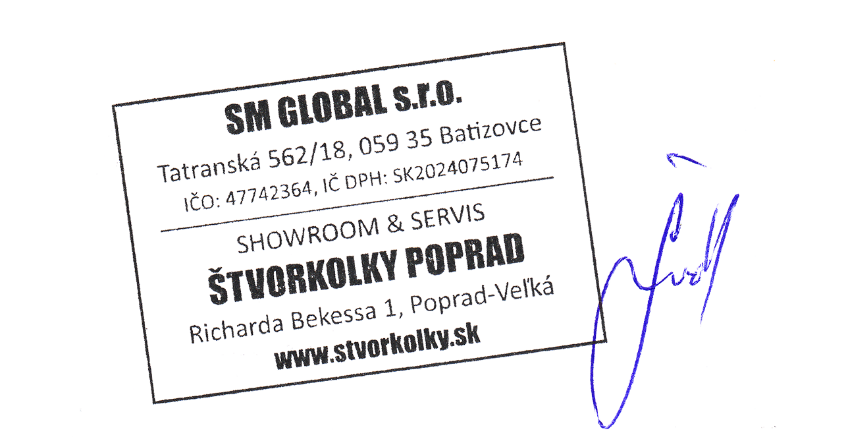 SM GLOBAL s.r.o.
Tatranská 562/18, 059 35 Batizovce
IČO: 47742364, IČ DPH: SK2024075174
SHOWROOM & SERVIS
ŠTVORKOLKY POPRAD
Richarda Bekessa 1, Poprad-Veľká
www.stvorkolky.sk